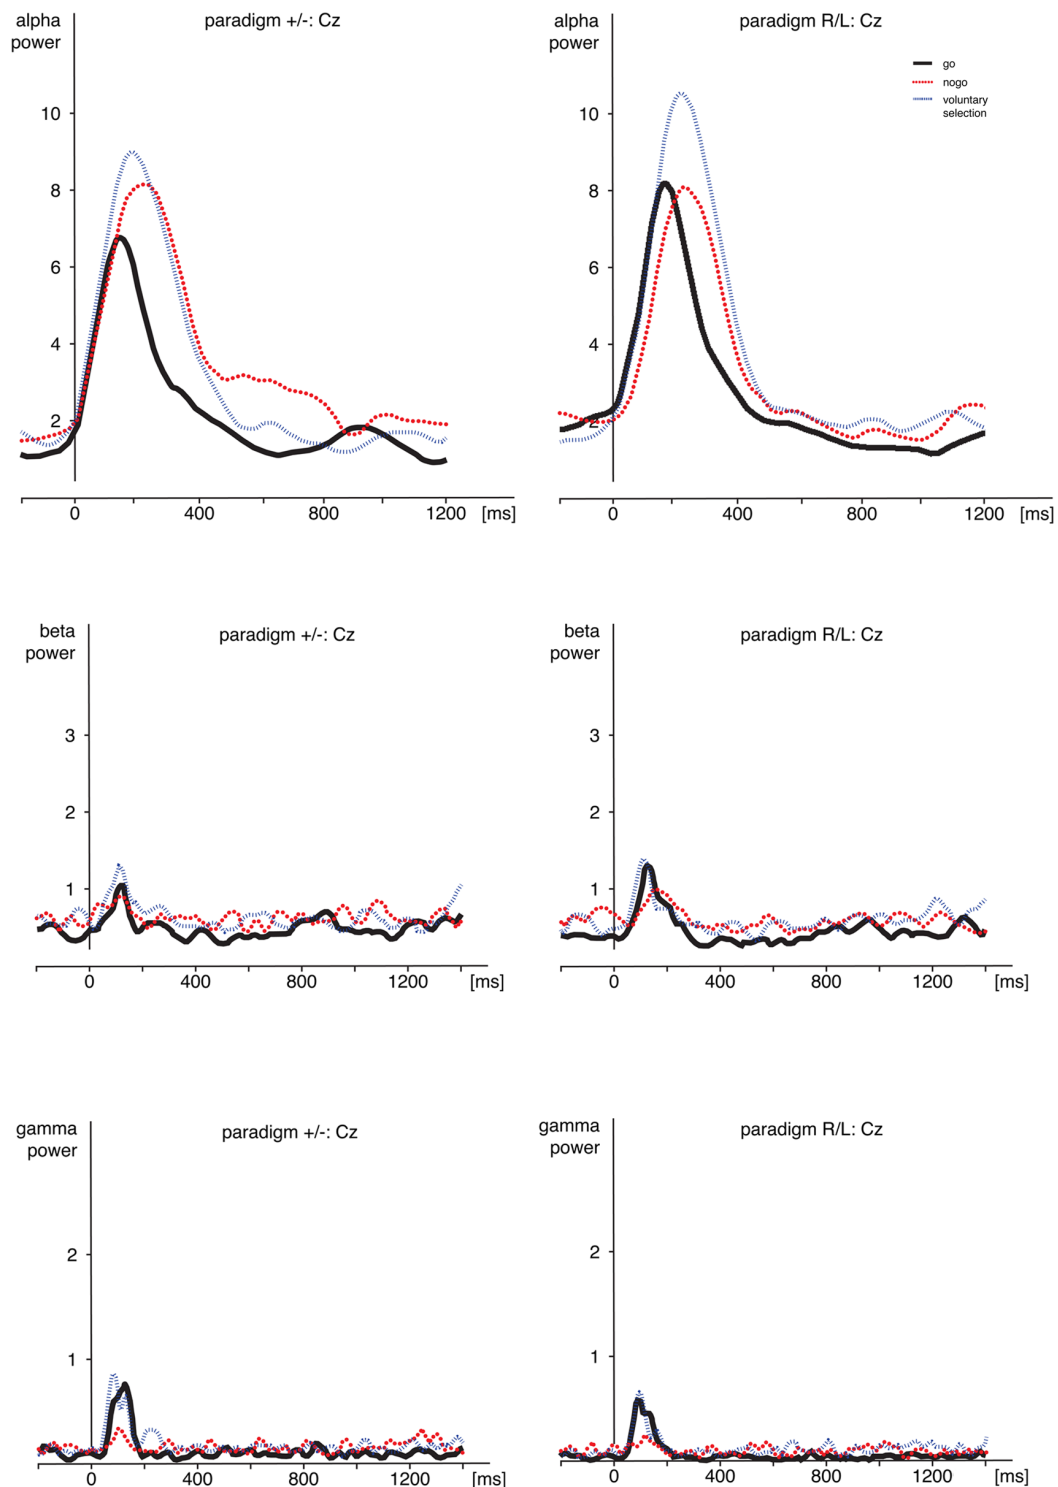 alpha
power
paradigm +/-: Cz
10
8
6
4
2
0
400
800
1200
[ms]
alpha
power
paradigm R/L: Cz
go
nogo
voluntary
selection
10
8
6
4
2
0
400
800
1200
[ms]
beta
power
paradigm +/-: Cz
3
2
1
0
400
800
1200
[ms]
beta
power
paradigm R/L: Cz
3
2
1
0
400
800
1200
[ms]
gamma
power
paradigm +/-: Cz
2
1
0
400
800
1200
[ms]
gamma
power
paradigm R/L: Cz
2
1
0
400
800
1200
[ms]